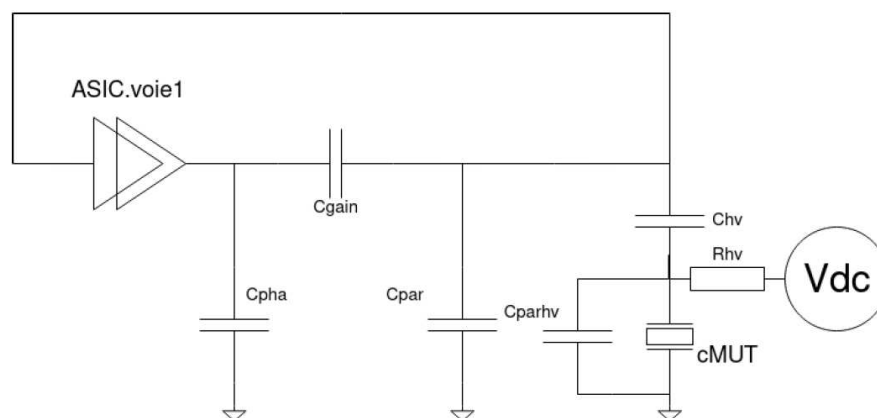 ASIC.voie1
Cgain
Chv
Rhv
Vdc
Cpha
Cpar
Cparhv
cMUT